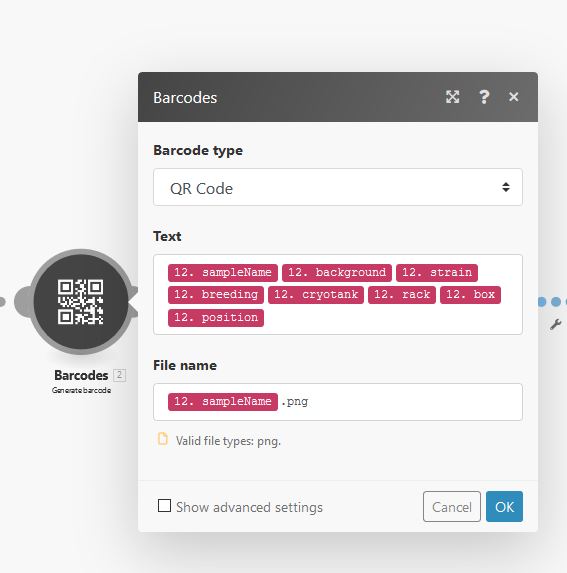 Barcodes
Barcode type
QR Code
Text
12. sampleName 12. background 12. strain
12. breeding 12. cryotank 12. rack 12. box
12. position
Barcodes 2
Generate barcode
File name
12. sampleName .png
Valid file types: png.
Show advanced settings
Cancel
OK